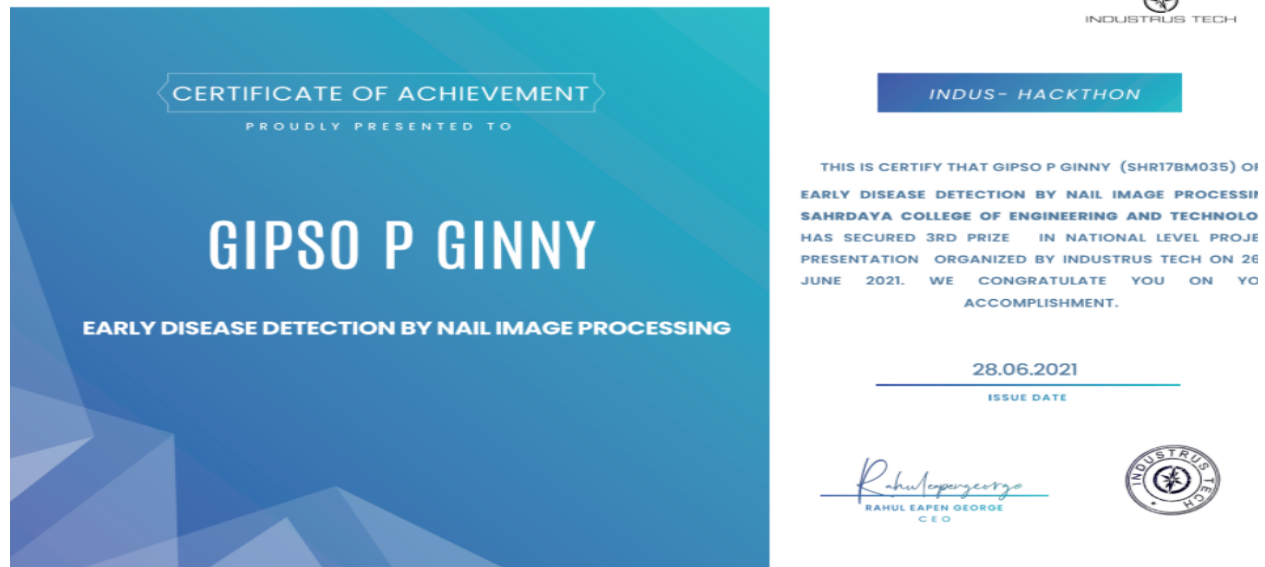 CERTIFICATE OF ACHIEVEMENT
PROUDLY PRESENTED TO
GIPSO P GINNY
EARLY DISEASE DETECTION BY NAIL IMAGE PROCESSING
INDUSTRUS TECH
INDUS- HACKTHON
THIS IS CERTIFY THAT GIPSO P GINNY (SHR17BM035) OF
EARLY DISEASE DETECTION BY NAIL IMAGE PROCESSIN
SAHRDAYA COLLEGE OF ENGINEERING AND TECHNOLO
HAS SECURED 3RD PRIZE IN NATIONAL LEVEL PROJE
PRESENTATION ORGANIZED BY INDUSTRUS TECH ON 26
JUNE 2021. WE CONGRATULATE YOU ON YO
ACCOMPLISHMENT.
28.06.2021
ISSUE DATE
Rahuleapengeorge
RAHUL EAPEN GEORGE
CEO
INDUSTRUS TECH